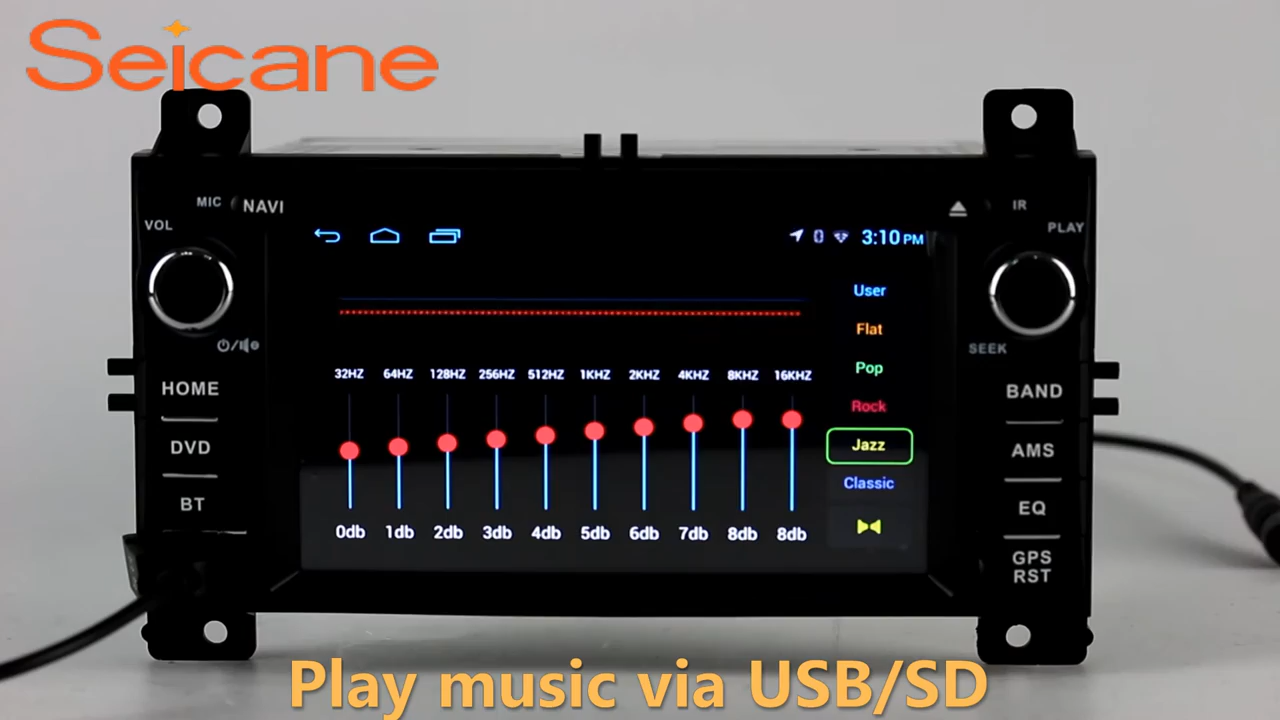 Seicane
MIC NAVI
IR
VOL
PLAY
3:10 PM
User
Flat
Pop
Rock
Jazz
Classic
32HZ 64HZ 128HZ 256HZ 512HZ 1KHZ 2KHZ 4KHZ 8KHZ 16KHZ
0db 1db 2db 3db 4db 5db 6db 7db 8db 8db
HOME
DVD
BT
SEEK
BAND
AMS
EQ
GPS
RST
Play music via USB/SD